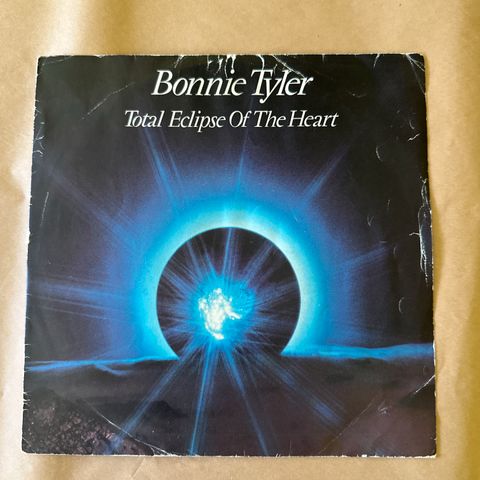 Bonnie Tyler
Total Eclipse Of The Heart